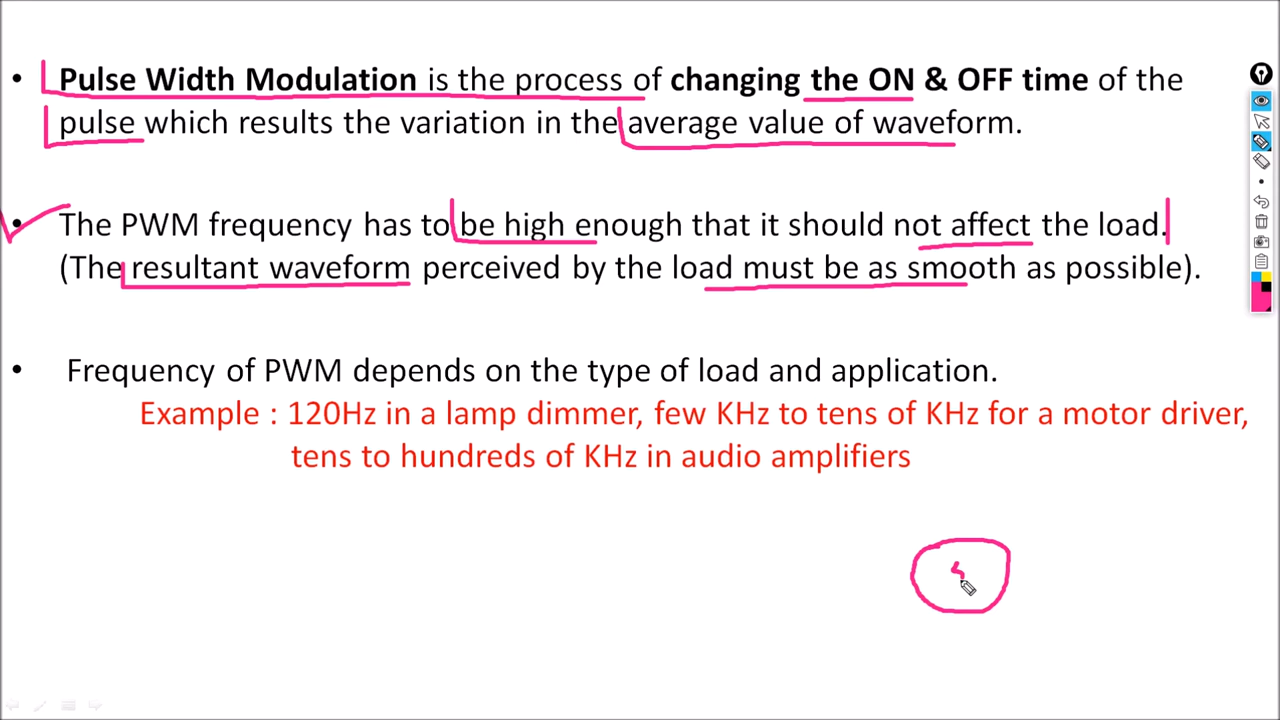 • Pulse Width Modulation is the process of changing the ON & OFF time of the
pulse which results the variation in the average value of waveform.
• The PWM frequency has to be high enough that it should not affect the load.
(The resultant waveform perceived by the load must be as smooth as possible).
• Frequency of PWM depends on the type of load and application.
Example : 120Hz in a lamp dimmer, few KHz to tens of KHz for a motor driver,
tens to hundreds of KHz in audio amplifiers